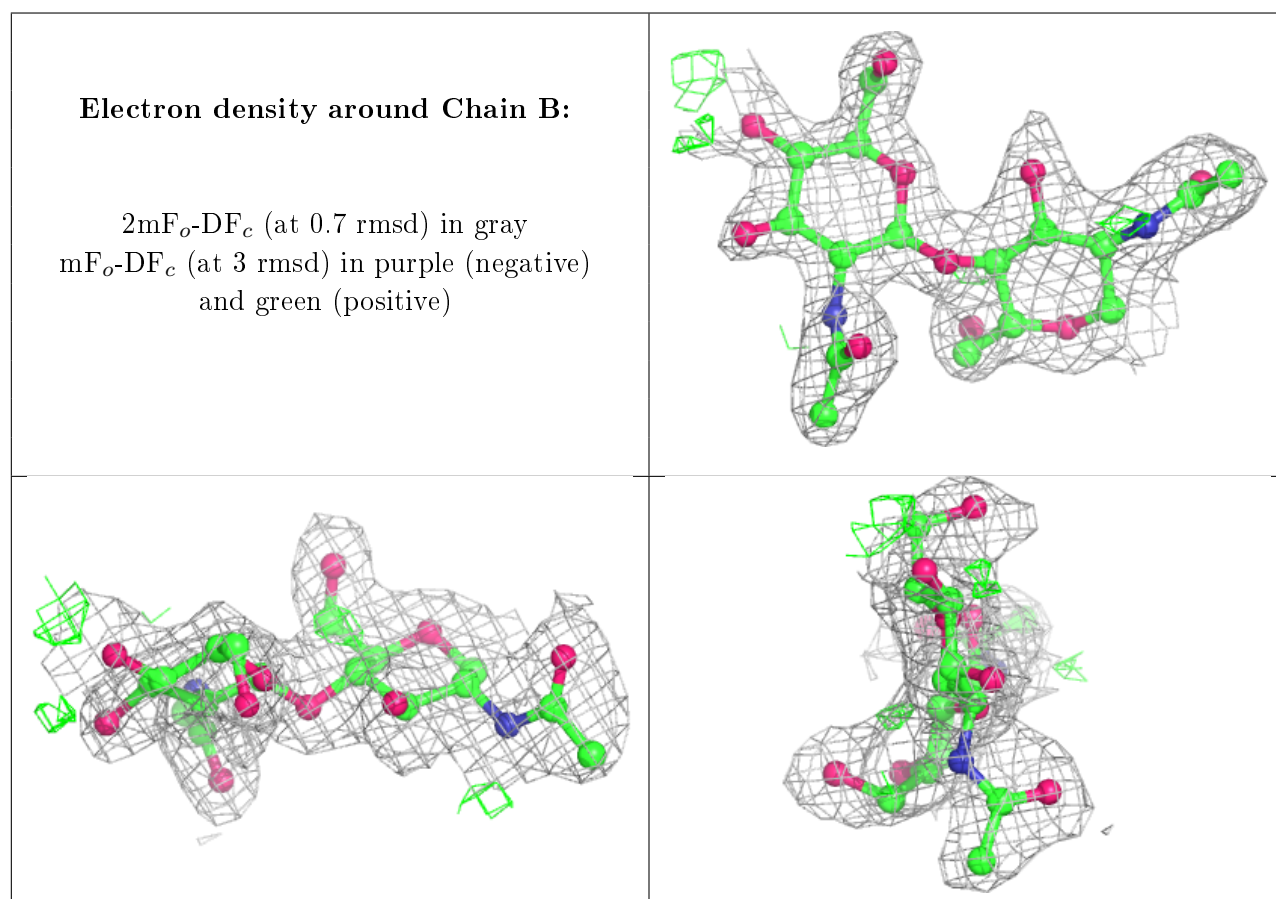 Electron density around Chain B:
2mFₒ-DF𝒸 (at 0.7 rmsd) in gray
mFₒ-DF𝒸 (at 3 rmsd) in purple (negative)
and green (positive)